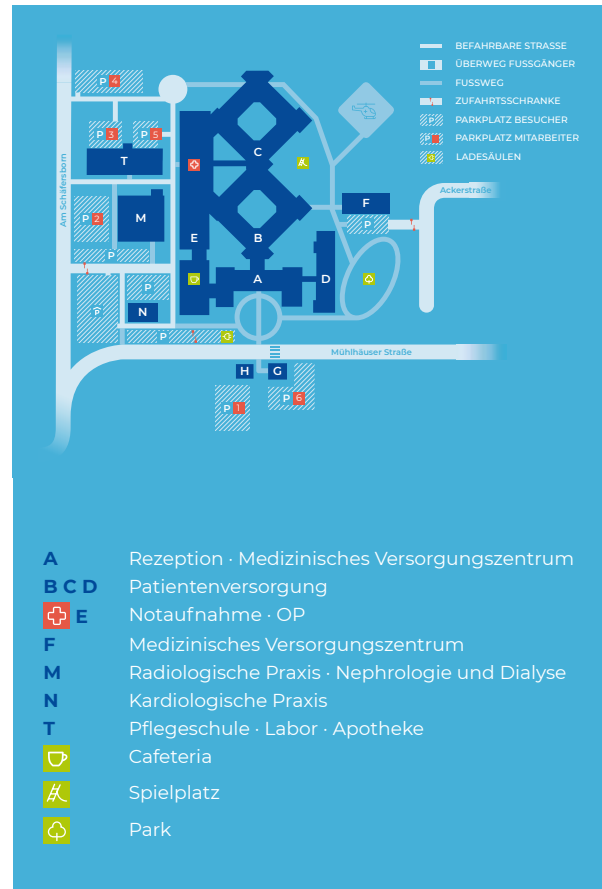 BEFAHRBARE STRASSE
ÜBERWEG FUSSGÄNGER
FUSSWEG
ZUFAHRTSSCHRANKE
P PARKPLATZ BESUCHER
P PARKPLATZ MITARBEITER
LADESÄULEN
P 4
P 3
P 5
T
C
Am Schäfersborn
Ackerstraße
F
P 2
M
P
E
B
P
A
D
P
N
P
P
Mühlhäuser Straße
H
G
P 6
P 1
A Rezeption · Medizinisches Versorgungszentrum
B C D Patientenversorgung
E Notaufnahme · OP
F Medizinisches Versorgungszentrum
M Radiologische Praxis · Nephrologie und Dialyse
N Kardiologische Praxis
T Pflegeschule · Labor · Apotheke
Cafeteria
Spielplatz
Park